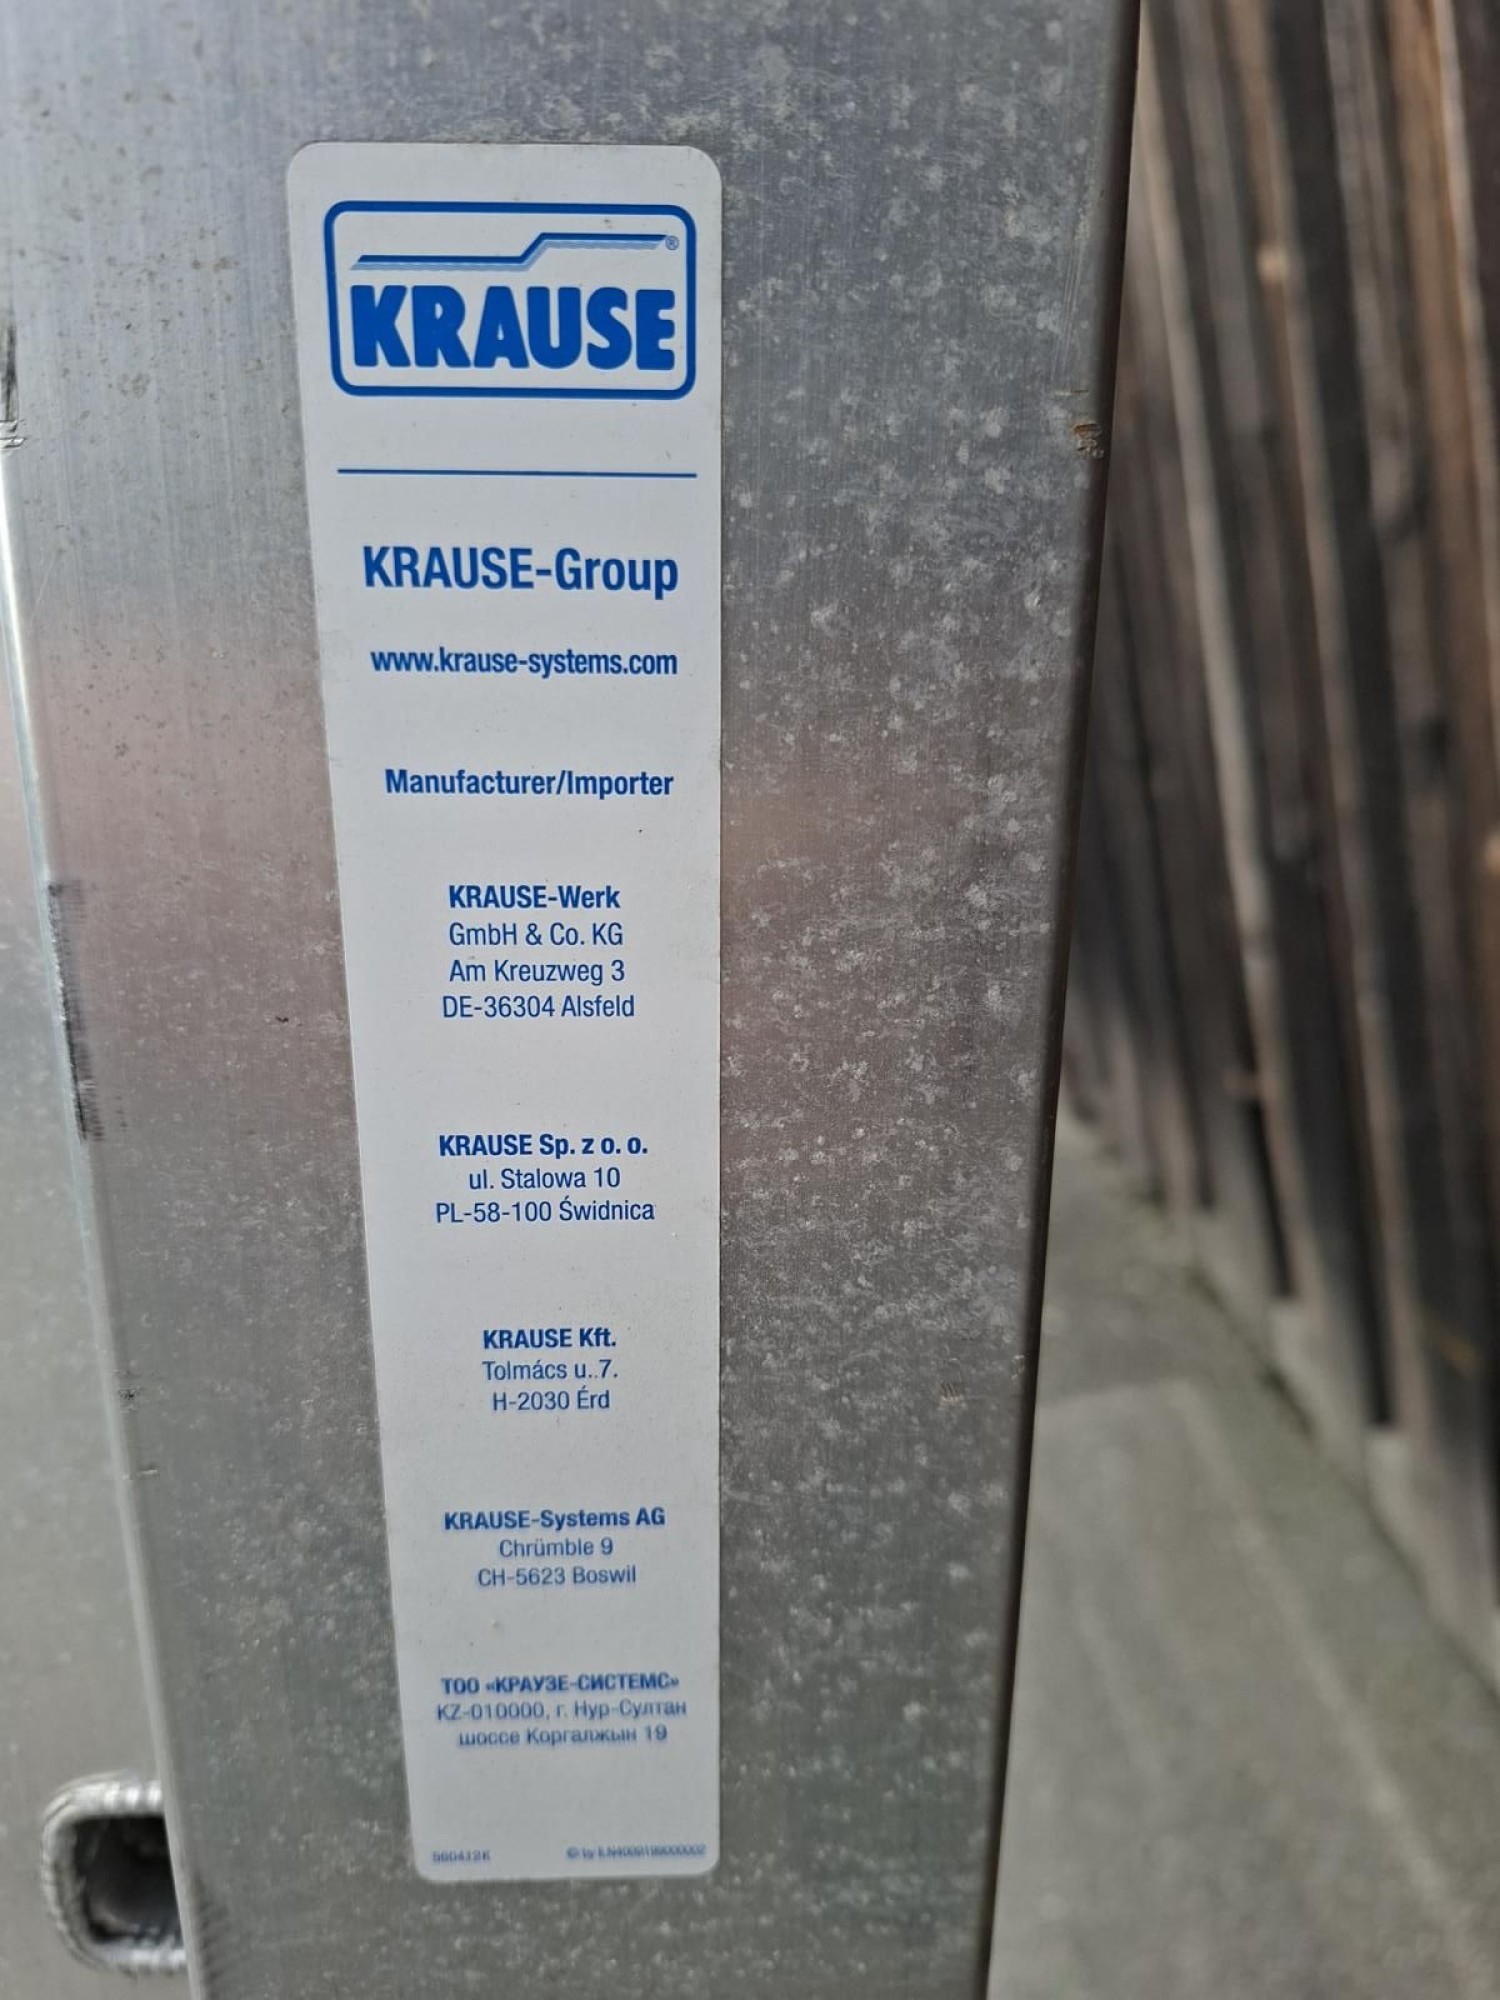 KRAUSE®
KRAUSE-Group
www.krause-systems.com
Manufacturer/Importer
KRAUSE-Werk
GmbH & Co. KG
Am Kreuzweg 3
DE-36304 Alsfeld
KRAUSE Sp. z o. o.
ul. Stalowa 10
PL-58-100 Świdnica
KRAUSE Kft.
Tolmács u. 7.
H-2030 Érd
KRAUSE-Systems AG
Chrümble 9
CH-5623 Boswil
ТОО «КРАУЗЕ-СИСТЕМС»
KZ-010000, г. Нур-Султан
шоссе Коргалжын 19
© by